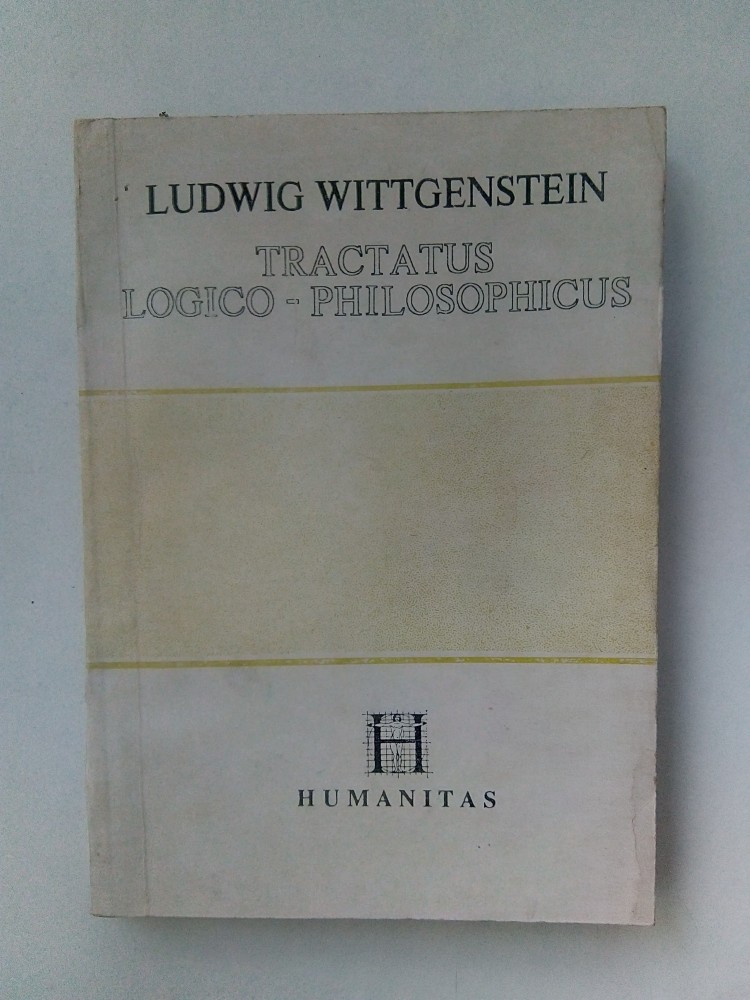 LUDWIG WITTGENSTEIN
TRACTATUS
LOGICO - PHILOSOPHICUS
H
HUMANITAS